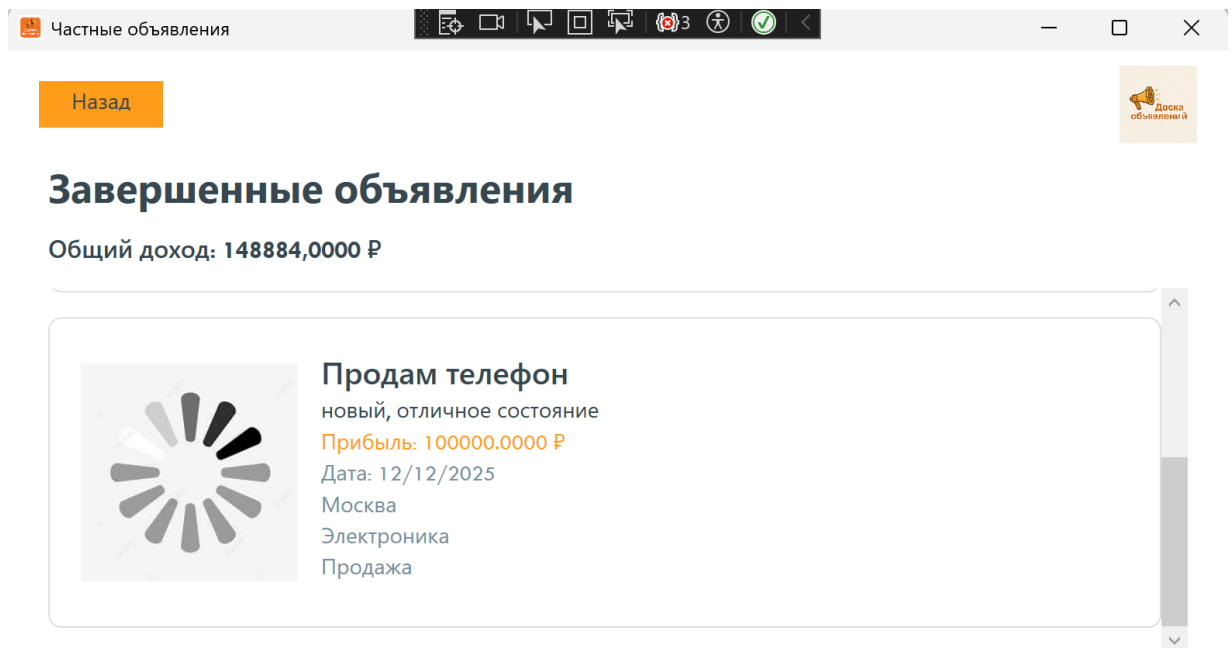 Частные объявления
3
Назад
Доска
объявлений
Завершенные объявления
Общий доход: 148884,0000 ₽
Продам телефон
новый, отличное состояние
Прибыль: 100000.0000 ₽
Дата: 12/12/2025
Москва
Электроника
Продажа